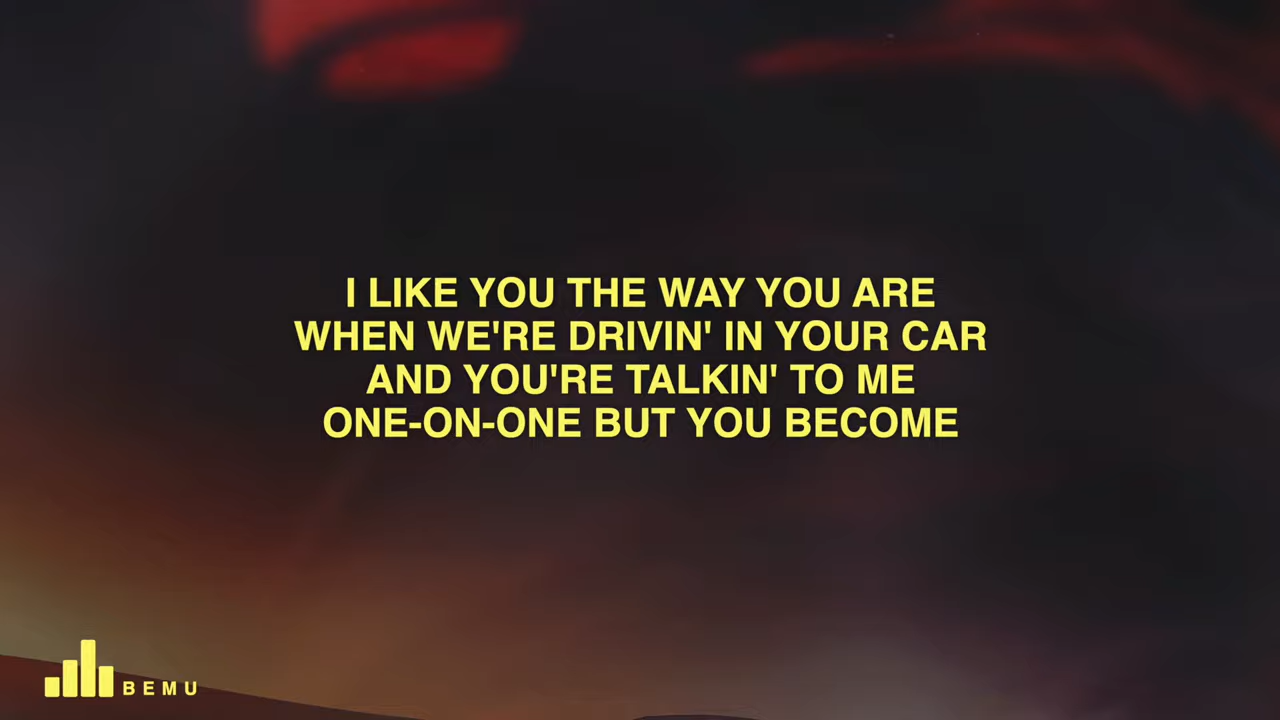 I LIKE YOU THE WAY YOU ARE
WHEN WE'RE DRIVIN' IN YOUR CAR
AND YOU'RE TALKIN' TO ME
ONE-ON-ONE BUT YOU BECOME
BEMU